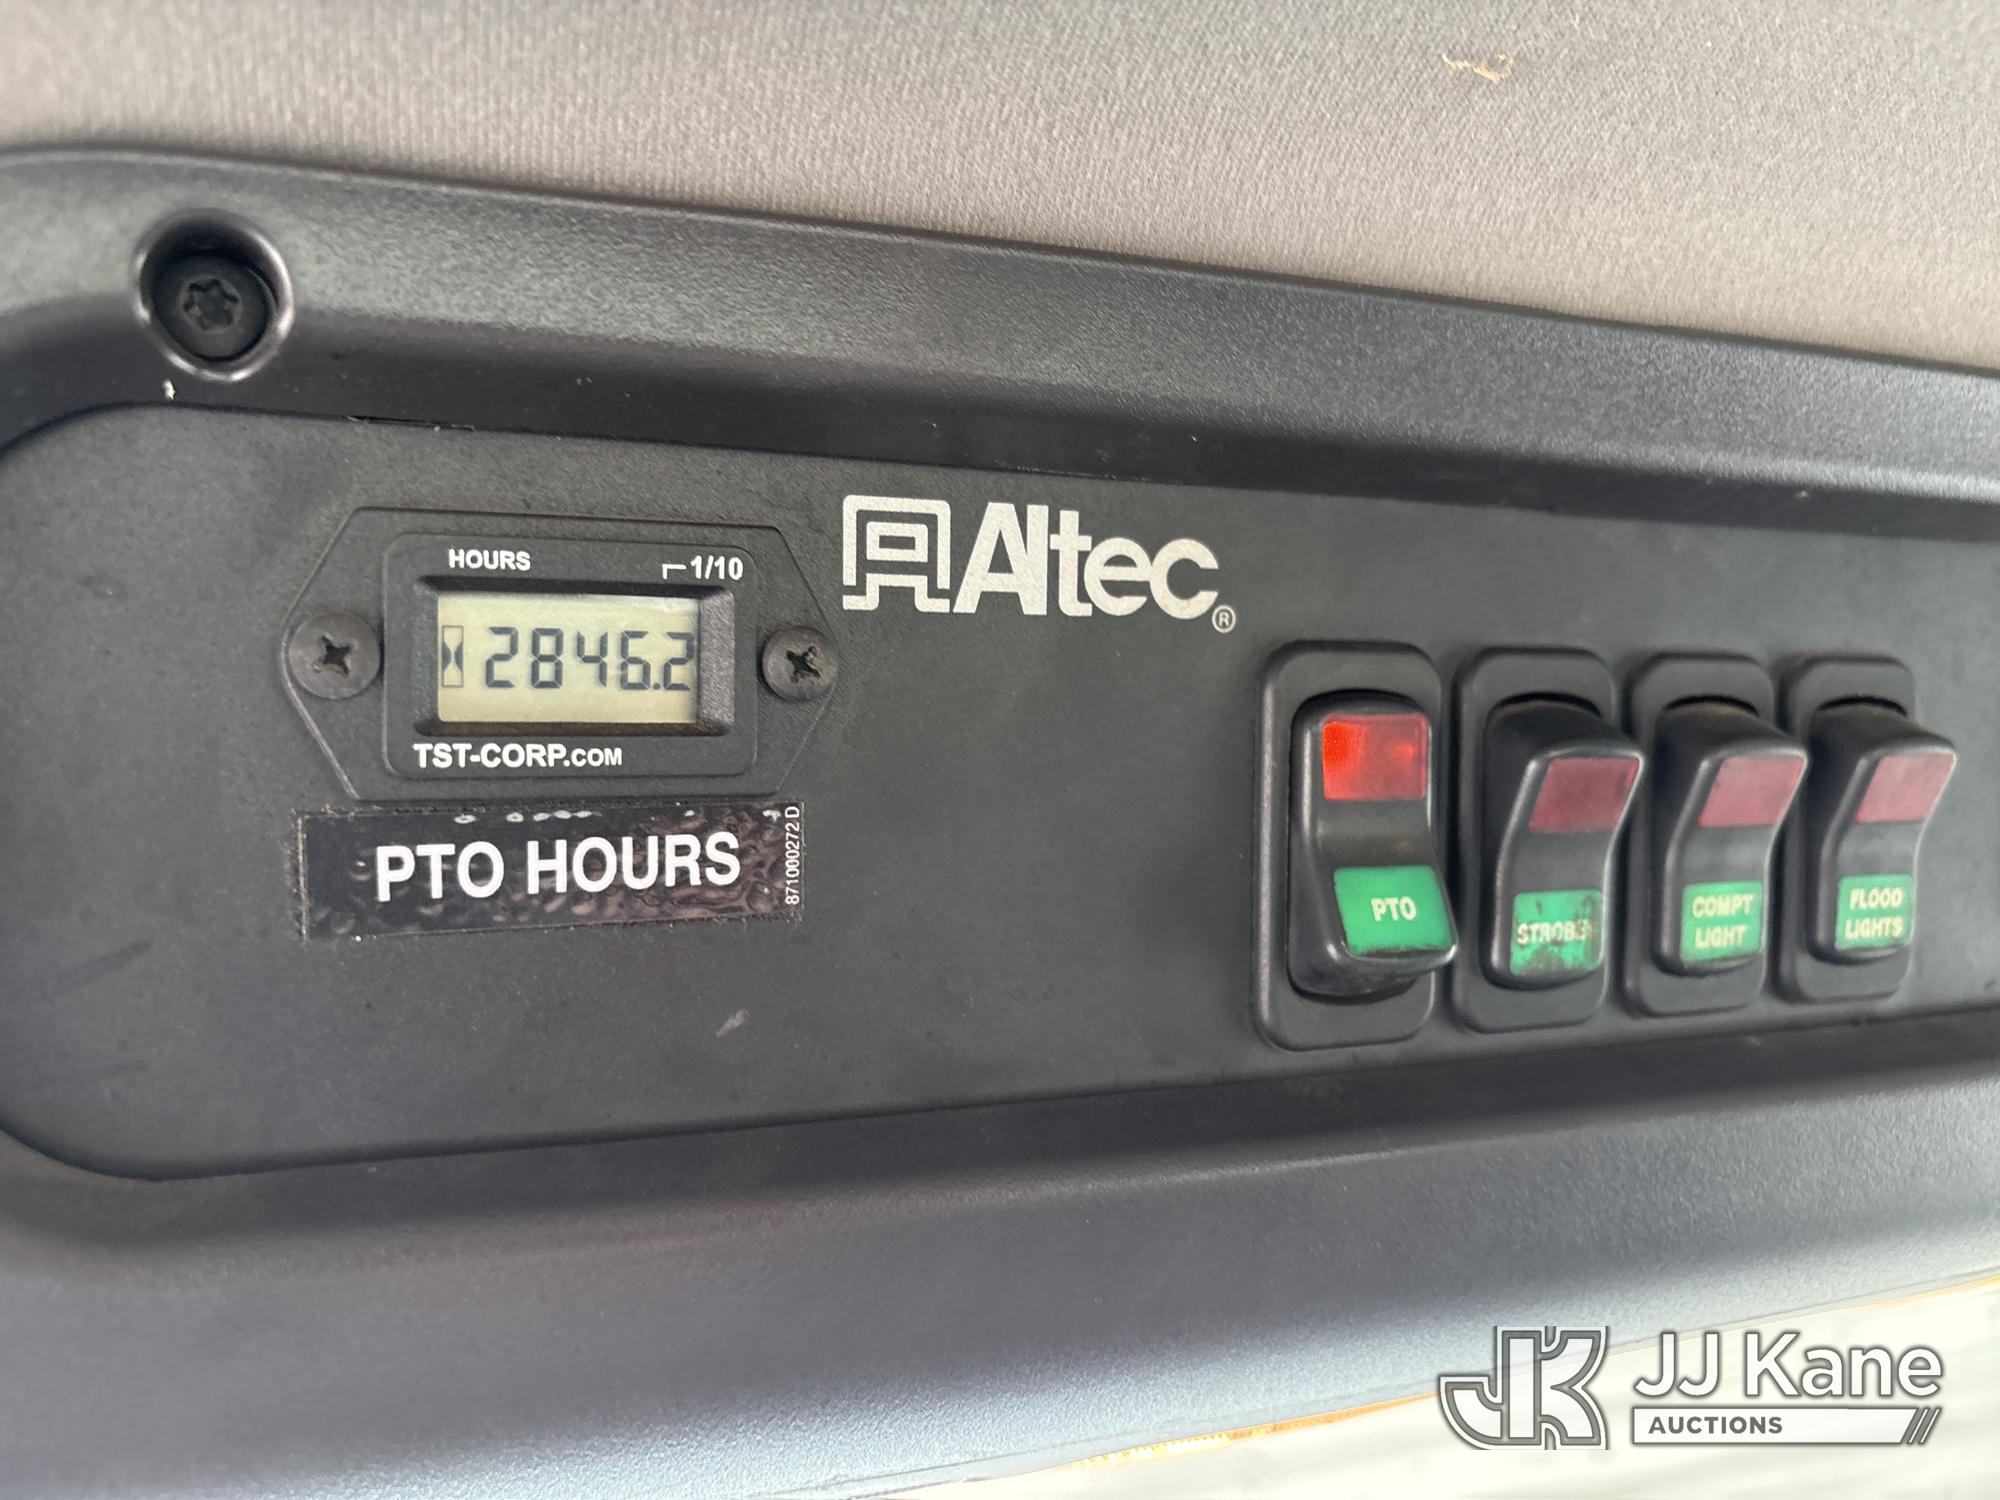 HOURS 1/10
2846.2
TST-CORP.COM
PTO HOURS
871000272 D
Altec®
PTO
STROBES
COMPT
LIGHT
FLOOD
LIGHTS
JK JJ Kane
AUCTIONS